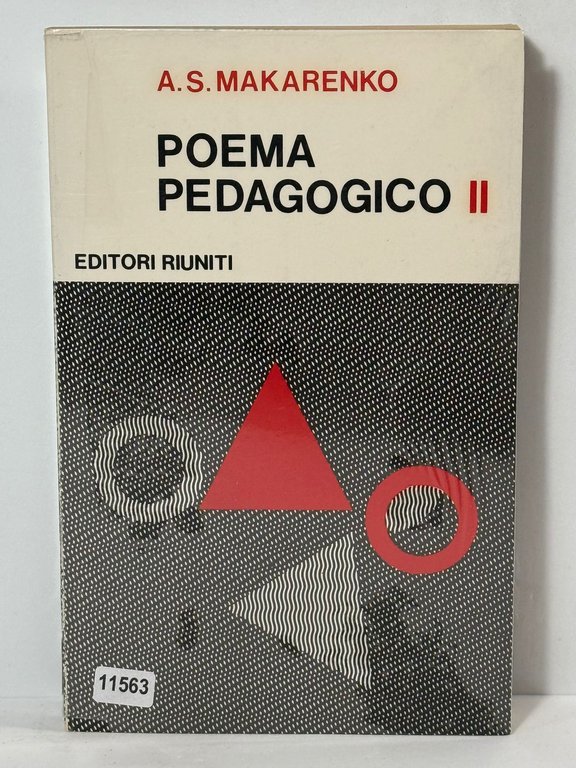 A.S. MAKARENKO
POEMA
PEDAGOGICO II
EDITORI RIUNITI
11563